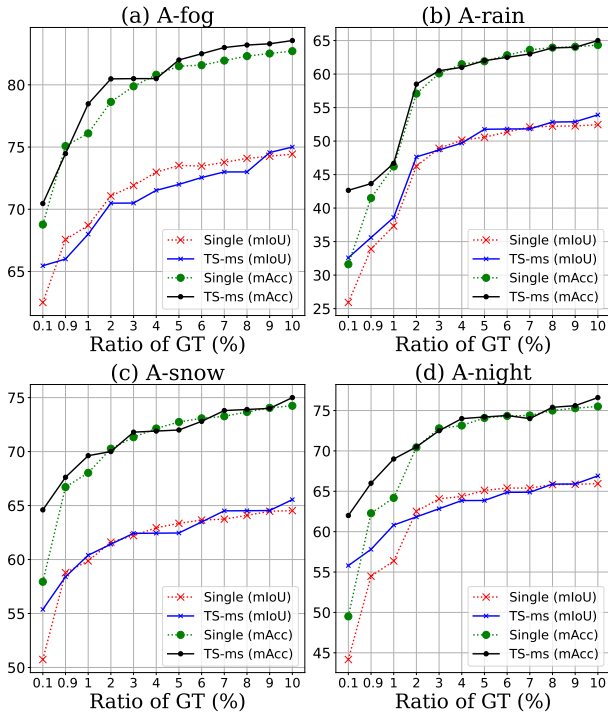 (a) A-fog
80
75
70
65
0.1 0.9 1 2 3 4 5 6 7 8 9 10
Ratio of GT (%)
Single (mIoU)
TS-ms (mIoU)
Single (mAcc)
TS-ms (mAcc)
(b) A-rain
65
60
55
50
45
40
35
30
25
0.1 0.9 1 2 3 4 5 6 7 8 9 10
Ratio of GT (%)
Single (mIoU)
TS-ms (mIoU)
Single (mAcc)
TS-ms (mAcc)
(c) A-snow
75
70
65
60
55
50
0.1 0.9 1 2 3 4 5 6 7 8 9 10
Ratio of GT (%)
Single (mIoU)
TS-ms (mIoU)
Single (mAcc)
TS-ms (mAcc)
(d) A-night
75
70
65
60
55
50
45
0.1 0.9 1 2 3 4 5 6 7 8 9 10
Ratio of GT (%)
Single (mIoU)
TS-ms (mIoU)
Single (mAcc)
TS-ms (mAcc)